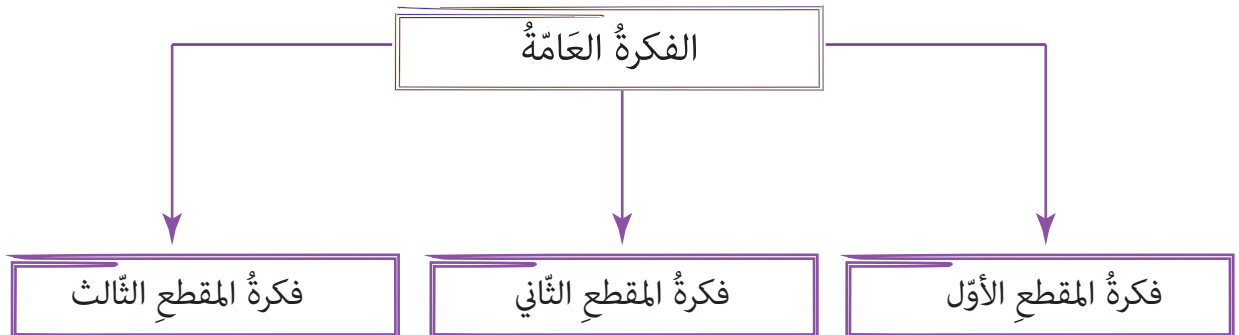 الفكرةُ العَامّةُ
فكرةُ المقطعِ الأوّل
فكرةُ المقطعِ الثّاني
فكرةُ المقطعِ الثّالث